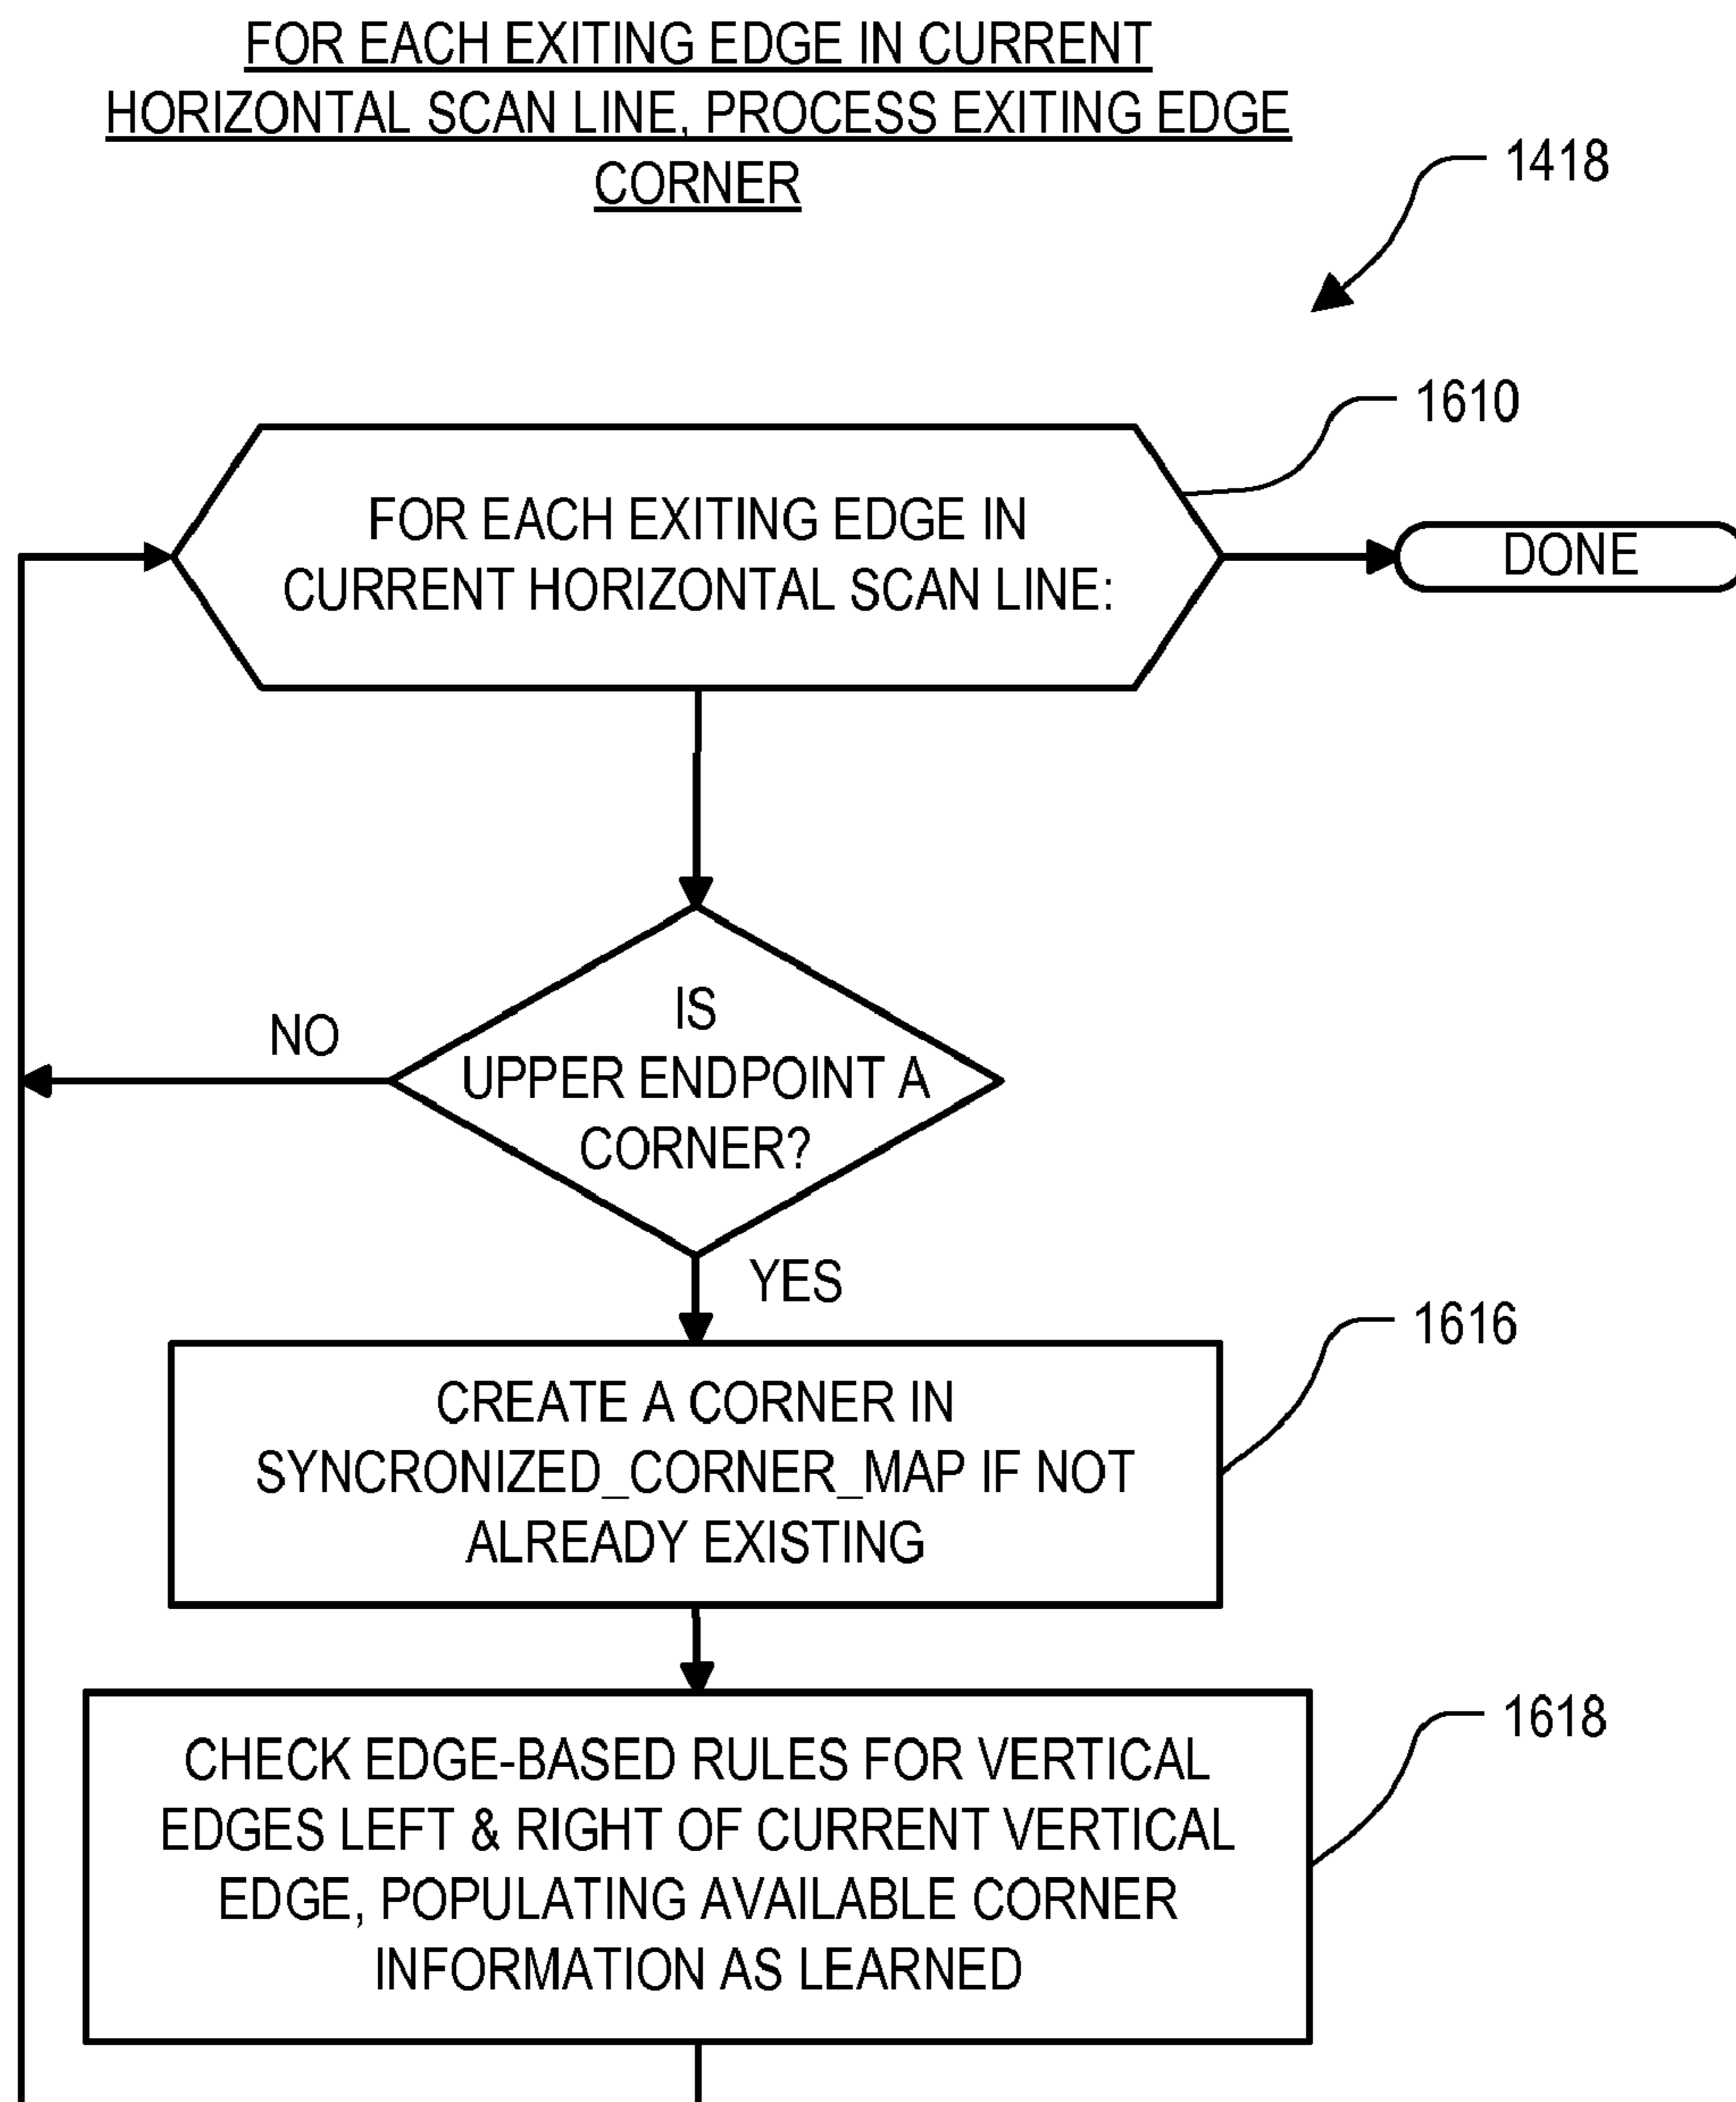 FOR EACH EXITING EDGE IN CURRENT
HORIZONTAL SCAN LINE, PROCESS EXITING EDGE
CORNER
1418
1610
FOR EACH EXITING EDGE IN
CURRENT HORIZONTAL SCAN LINE:
DONE
IS
UPPER ENDPOINT A
CORNER?
NO
YES
1616
CREATE A CORNER IN
SYNCRONIZED_CORNER_MAP IF NOT
ALREADY EXISTING
1618
CHECK EDGE-BASED RULES FOR VERTICAL
EDGES LEFT & RIGHT OF CURRENT VERTICAL
EDGE, POPULATING AVAILABLE CORNER
INFORMATION AS LEARNED